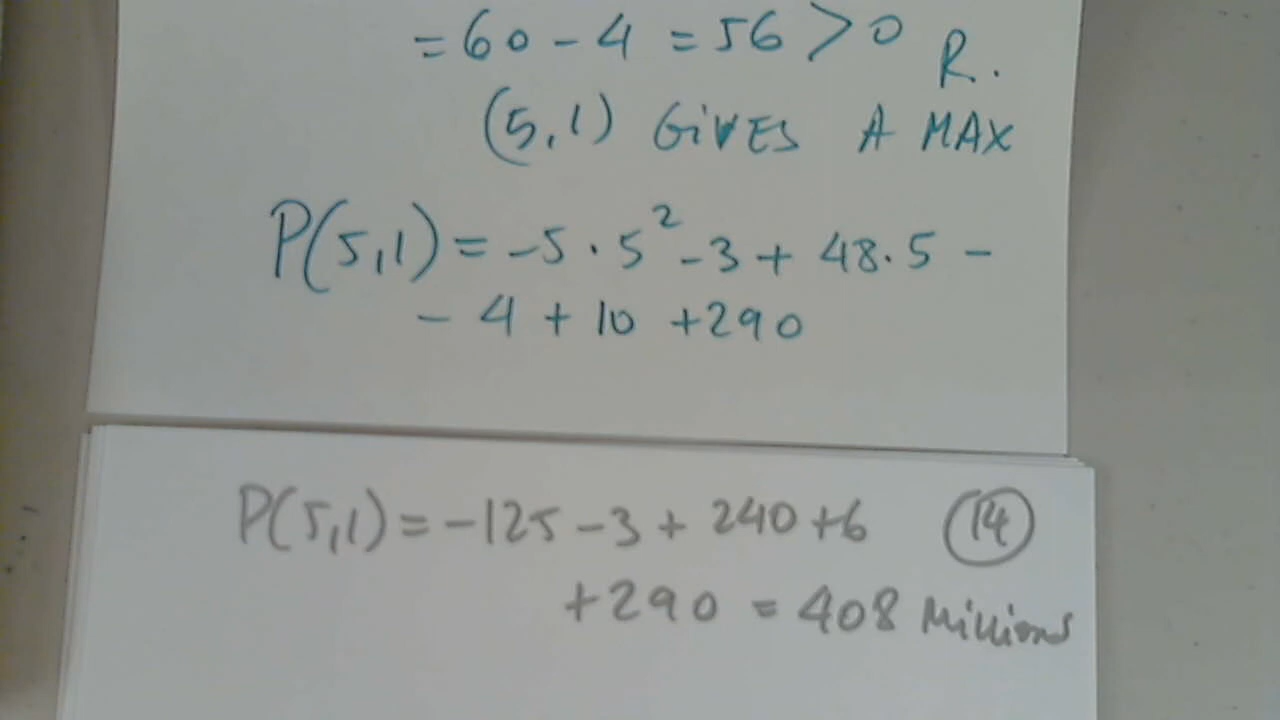 = 60 - 4 = 56 > 0 R.
(5,1) GIVES A MAX
P(5,1) = -5 · 5² - 3 + 48 · 5 -
- 4 + 10 + 290
P(5,1) = -125 - 3 + 240 + 6 14
+ 290 = 408 Millions